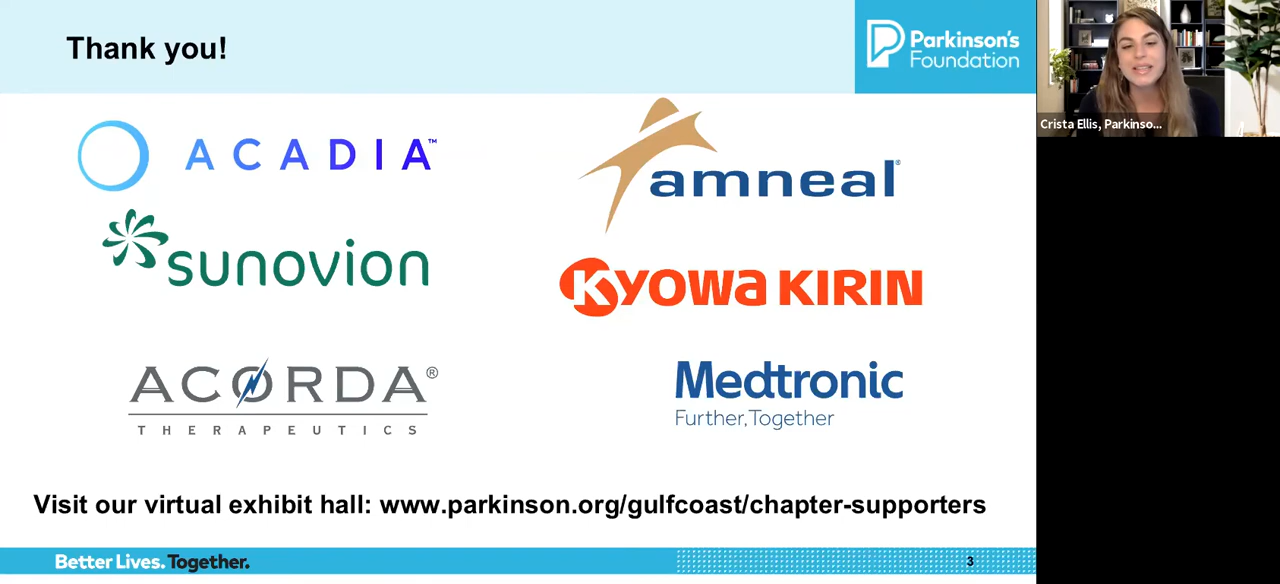 Thank you!
Parkinson's
Foundation
Crista Ellis, Parkinso...
ACADIA™
amneal®
sunovion
KYOWA KIRIN
ACORDA®
THERAPEUTICS
Medtronic
Further, Together
Visit our virtual exhibit hall: www.parkinson.org/gulfcoast/chapter-supporters
Better Lives. Together.
3